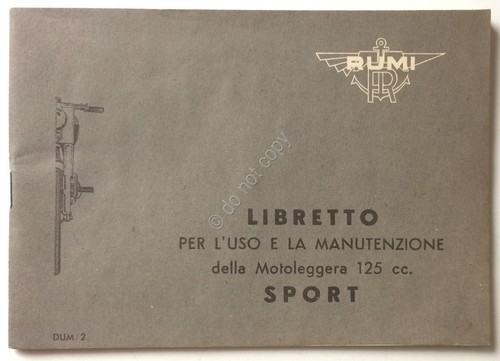 RUMI
LIBRETTO
PER L'USO E LA MANUTENZIONE
della Motoleggera 125 cc.
SPORT
DUM/2
do not copy